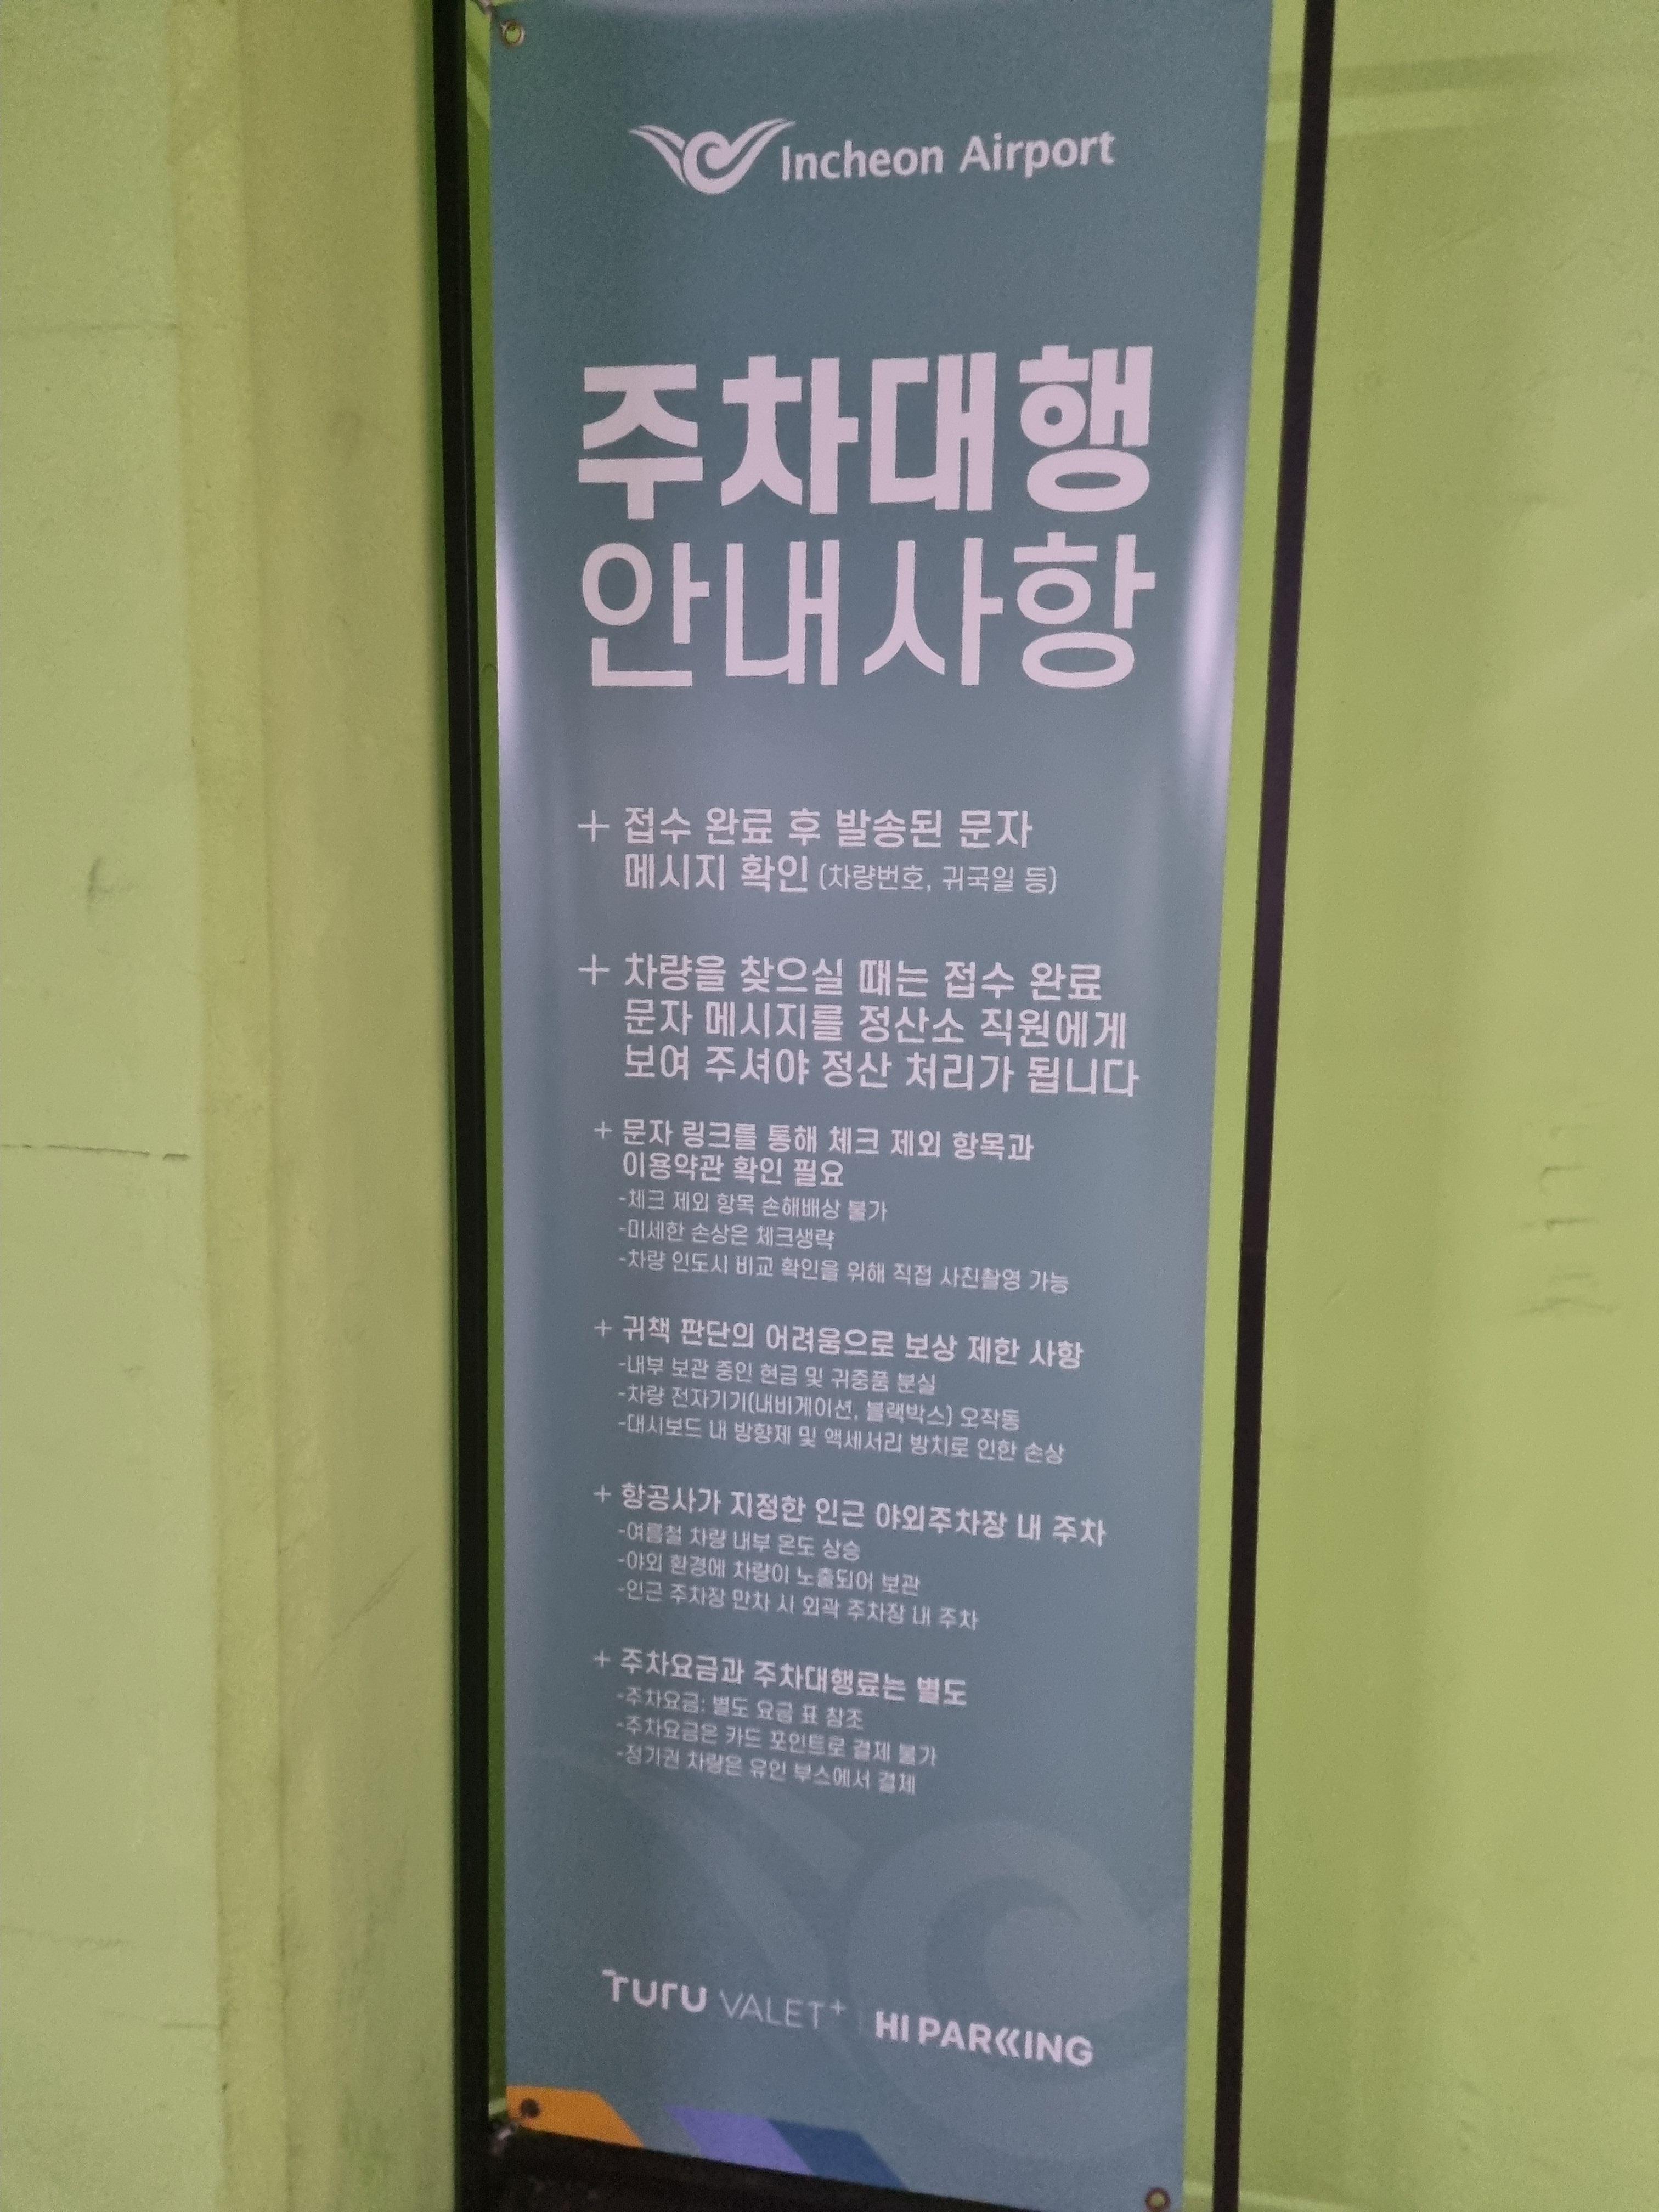 Incheon Airport
주차대행
안내사항
+ 접수 완료 후 발송된 문자
메시지 확인 (차량번호, 귀국일 등)
+ 차량을 찾으실 때는 접수 완료
문자 메시지를 정산소 직원에게
보여 주셔야 정산 처리가 됩니다
+ 문자 링크를 통해 체크 제외 항목과
이용약관 확인 필요
-체크 제외 항목 손해배상 불가
-미세한 손상은 체크생략
-차량 인도시 비교 확인을 위해 직접 사진촬영 가능
+ 귀책 판단의 어려움으로 보상 제한 사항
-내부 보관 중인 현금 및 귀중품 분실
-차량 전자기기(내비게이션, 블랙박스) 오작동
-대시보드 내 방향제 및 액세서리 방치로 인한 손상
+ 항공사가 지정한 인근 야외주차장 내 주차
-여름철 차량 내부 온도 상승
-야외 환경에 차량이 노출되어 보관
-인근 주차장 만차 시 외곽 주차장 내 주차
+ 주차요금과 주차대행료는 별도
-주차요금: 별도 요금 표 참조
-주차요금은 카드 포인트로 결제 불가
-정기권 차량은 유인 부스에서 결제
TURU VALET+ | HI PARKING